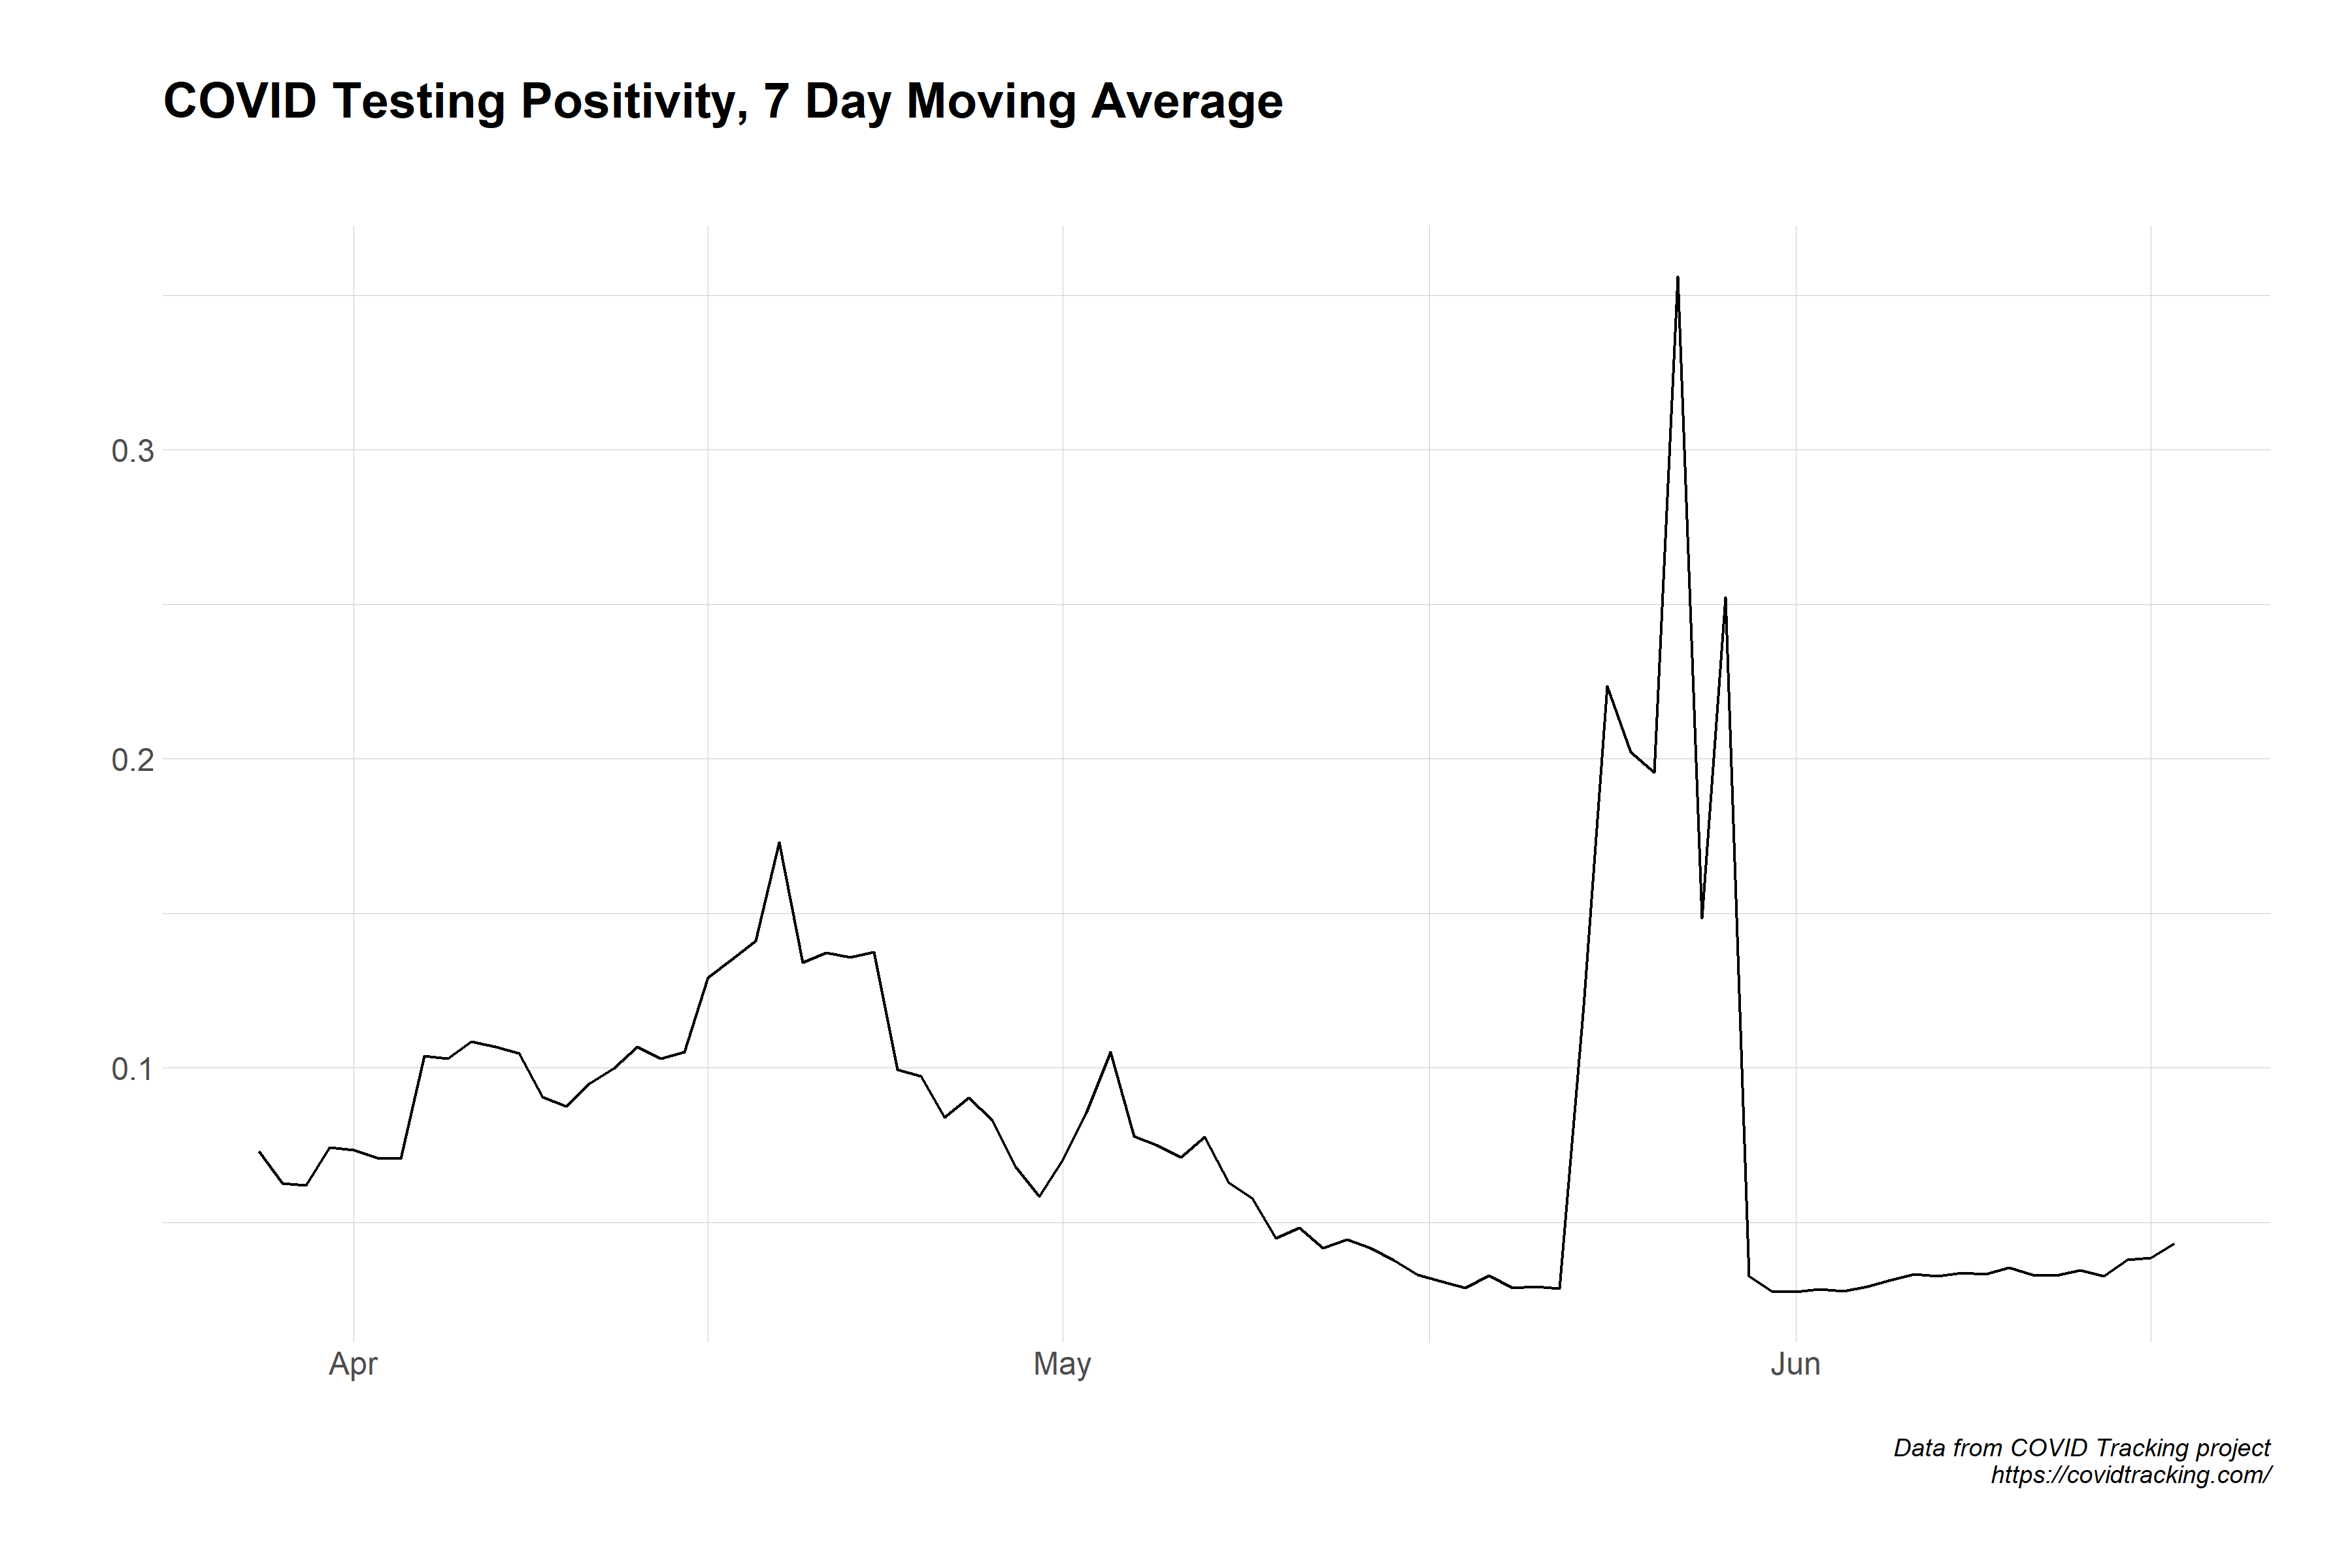 COVID Testing Positivity, 7 Day Moving Average
0.3
0.2
0.1
Apr May Jun
Data from COVID Tracking project
https://covidtracking.com/